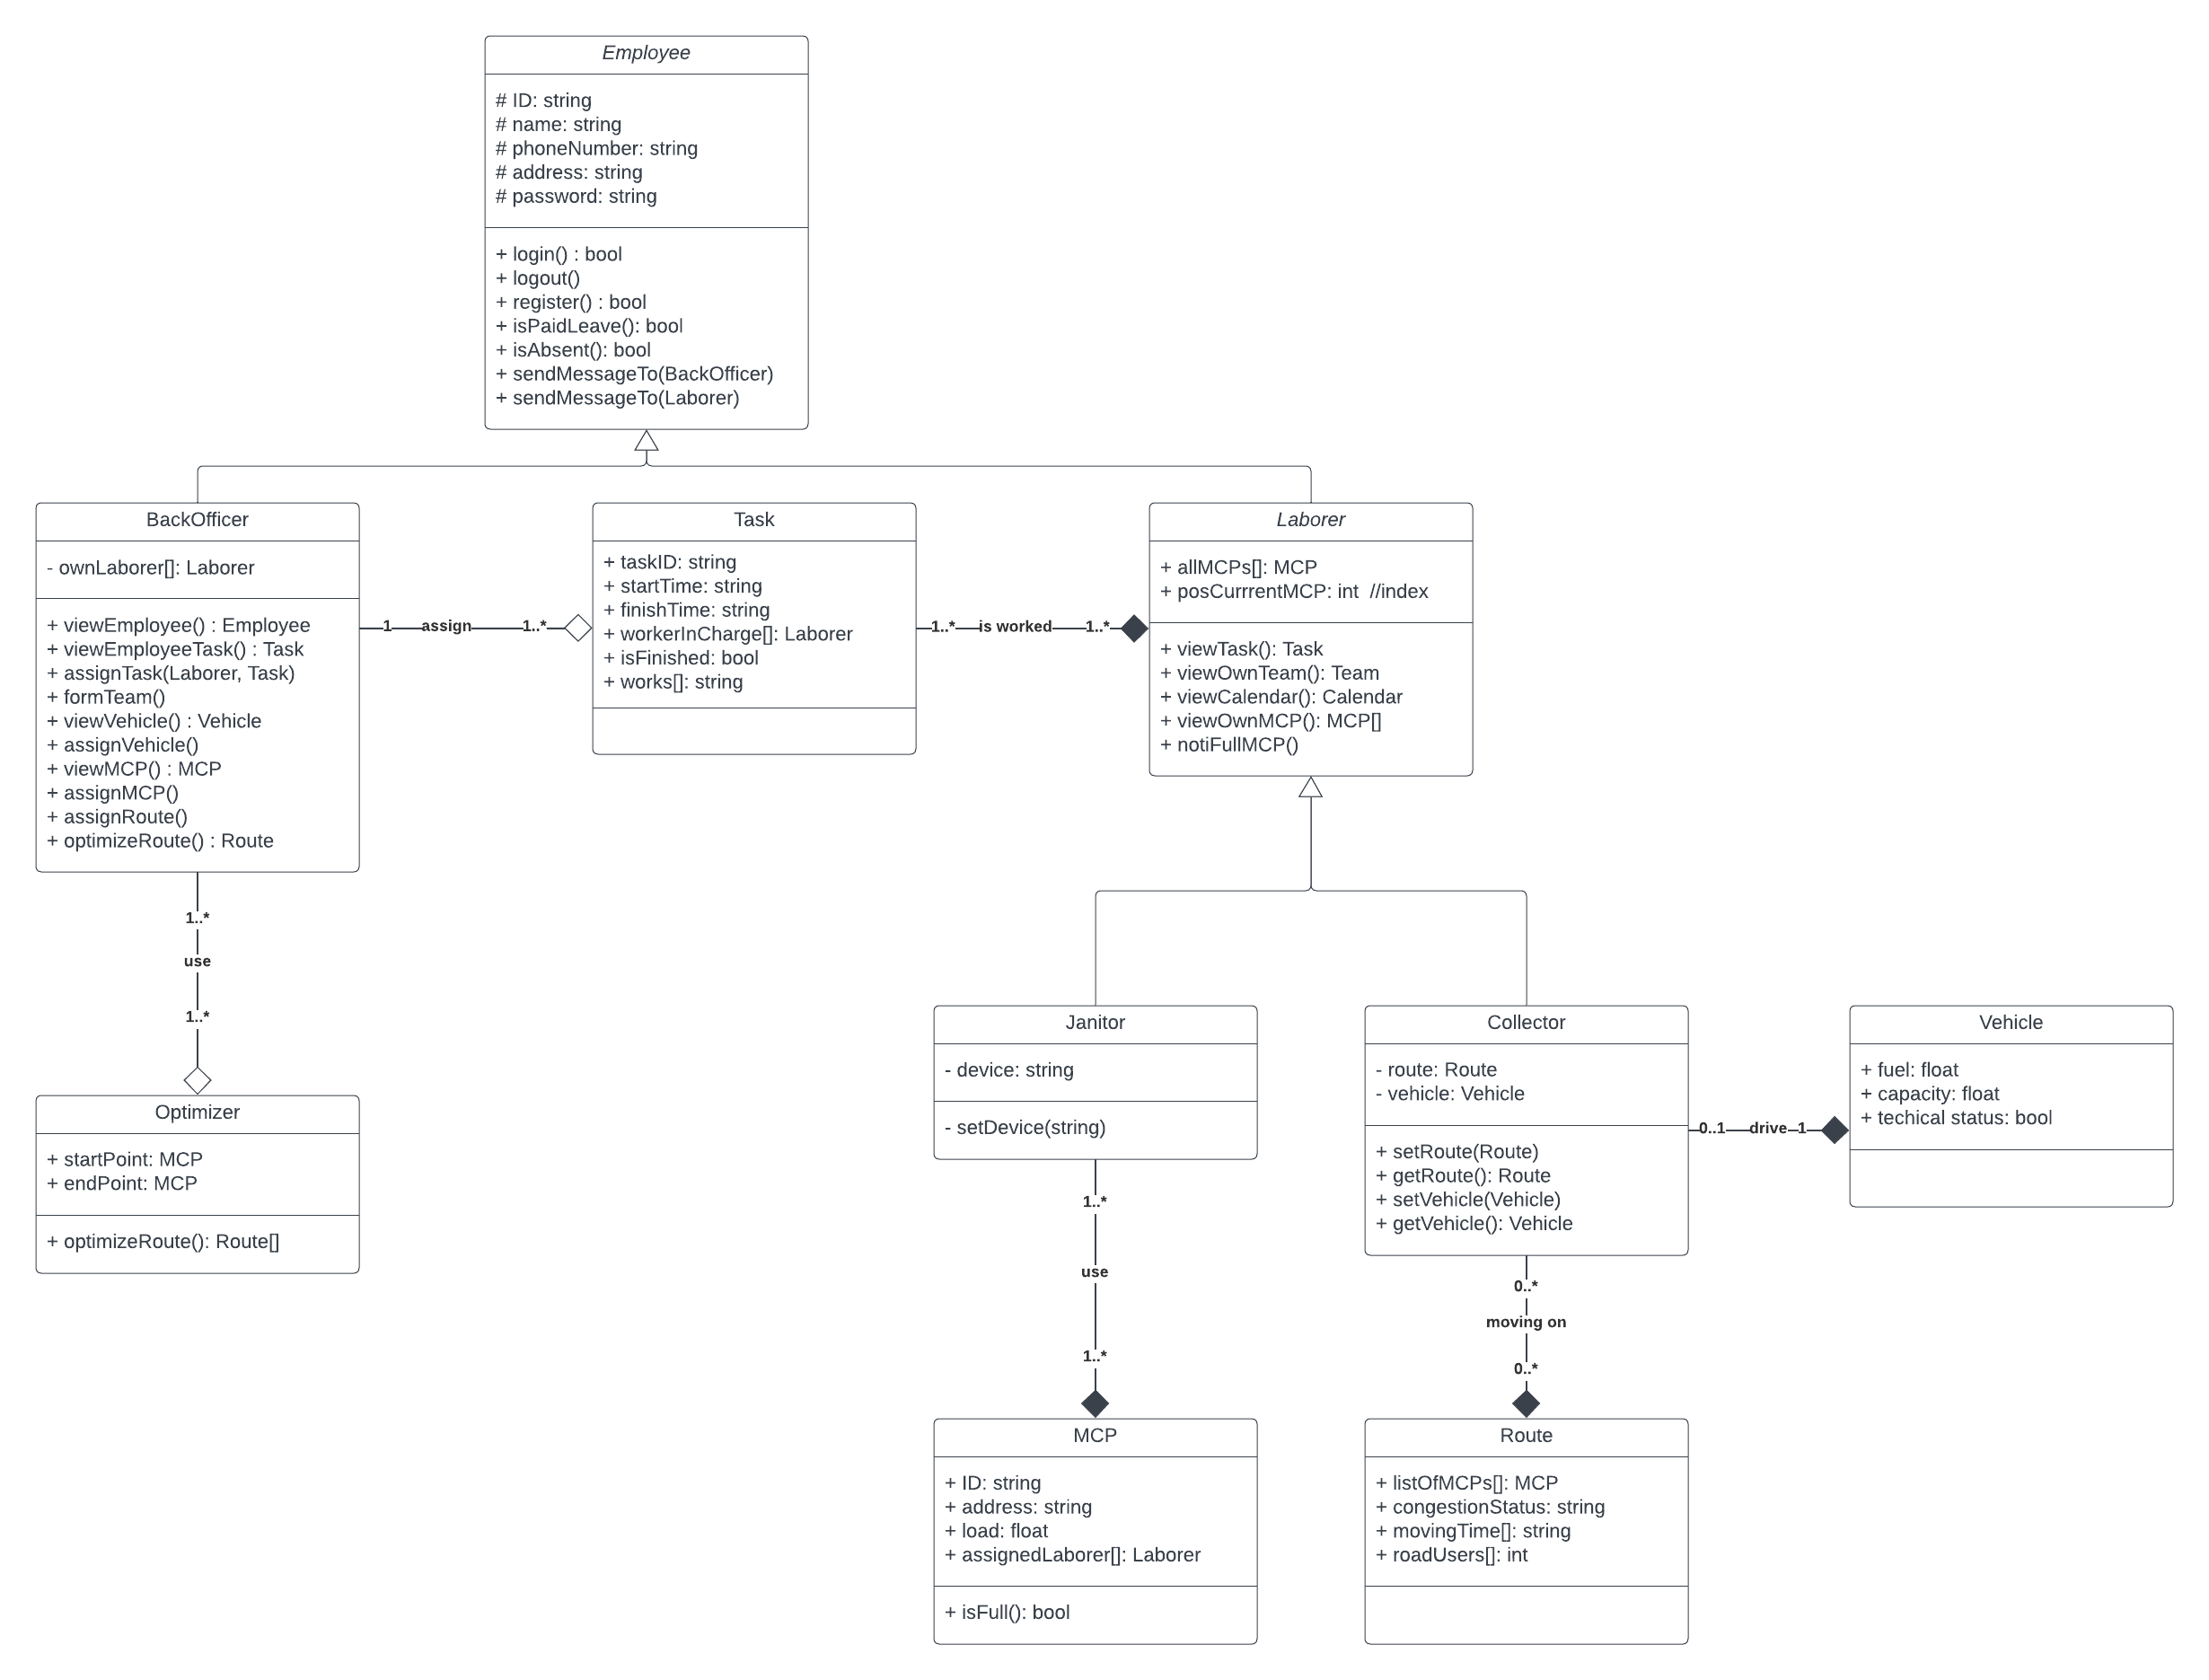 Employee
# ID: string
# name: string
# phoneNumber: string
# address: string
# password: string
+ login() : bool
+ logout()
+ register() : bool
+ isPaidLeave(): bool
+ isAbsent(): bool
+ sendMessageTo(BackOfficer)
+ sendMessageTo(Laborer)
BackOfficer
- ownLaborer[]: Laborer
+ viewEmployee() : Employee
+ viewEmployeeTask() : Task
+ assignTask(Laborer, Task)
+ formTeam()
+ viewVehicle() : Vehicle
+ assignVehicle()
+ viewMCP() : MCP
+ assignMCP()
+ assignRoute()
+ optimizeRoute() : Route
1 assign 1..*
Task
+ taskID: string
+ startTime: string
+ finishTime: string
+ workerInCharge[]: Laborer
+ isFinished: bool
+ works[]: string
1..* is worked 1..*
Laborer
+ allMCPs[]: MCP
+ posCurrrentMCP: int  //index
+ viewTask(): Task
+ viewOwnTeam(): Team
+ viewCalendar(): Calendar
+ viewOwnMCP(): MCP[]
+ notiFullMCP()
1..*
use
1..*
Optimizer
+ startPoint: MCP
+ endPoint: MCP
+ optimizeRoute(): Route[]
Janitor
- device: string
- setDevice(string)
Collector
- route: Route
- vehicle: Vehicle
+ setRoute(Route)
+ getRoute(): Route
+ setVehicle(Vehicle)
+ getVehicle(): Vehicle
0..1 drive 1
Vehicle
+ fuel: float
+ capacity: float
+ techical status: bool
1..*
use
1..*
0..*
moving on
0..*
MCP
+ ID: string
+ address: string
+ load: float
+ assignedLaborer[]: Laborer
+ isFull(): bool
Route
+ listOfMCPs[]: MCP
+ congestionStatus: string
+ movingTime[]: string
+ roadUsers[]: int